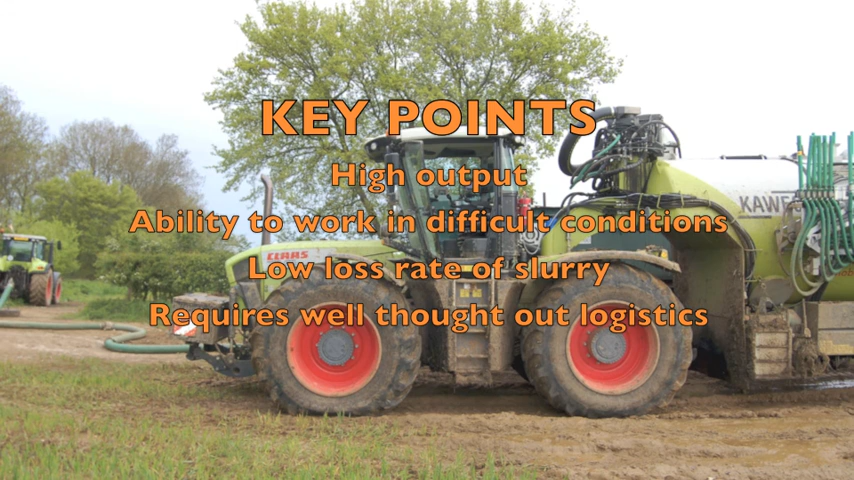 KEY POINTS
High output
Ability to work in difficult conditions
Low loss rate of slurry
Requires well thought out logistics
CLAAS